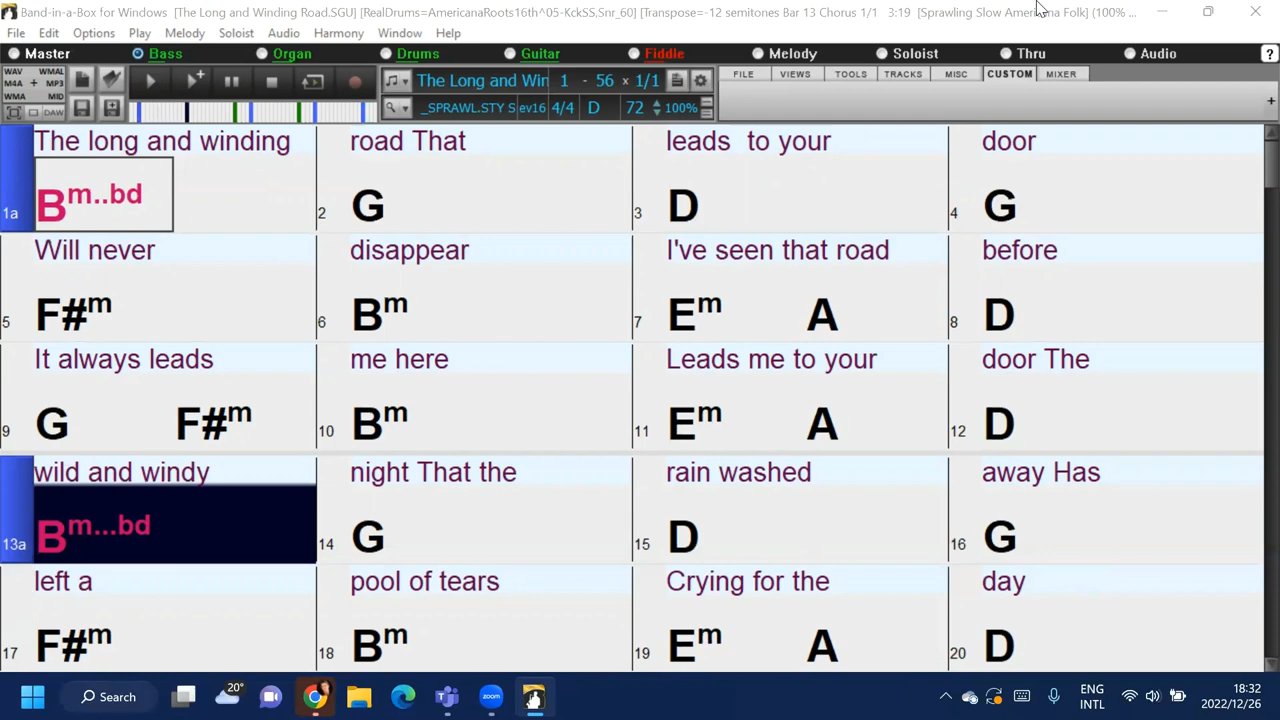 Band-in-a-Box for Windows [The Long and Winding Road.SGU] [RealDrums=AmericanaRoots16th^05-KckSS,Snr_60] [Transpose=-12 semitones Bar 13 Chorus 1/1 3:19 [Sprawling Slow Americana Folk] (100% ...
File Edit Options Play Melody Soloist Audio Harmony Window Help
Master Bass Organ Drums Guitar Fiddle Melody Soloist Thru Audio ?
WAV WMAL
M4A + MP3
WMA MID
DAW
The Long and Win 1 - 56 x 1/1
_SPRAWL.STY S ev16 4/4 D 72 100%
FILE VIEWS TOOLS TRACKS MISC CUSTOM MIXER
+
The long and winding road That leads to your door
1a Bm..bd 2 G 3 D 4 G
Will never disappear I've seen that road before
5 F#m 6 Bm 7 Em A 8 D
It always leads me here Leads me to your door The
9 G F#m 10 Bm 11 Em A 12 D
wild and windy night That the rain washed away Has
13a Bm...bd 14 G 15 D 16 G
left a pool of tears Crying for the day
17 F#m 18 Bm 19 Em A 20 D
Search 20° ENG INTL 18:32 2022/12/26